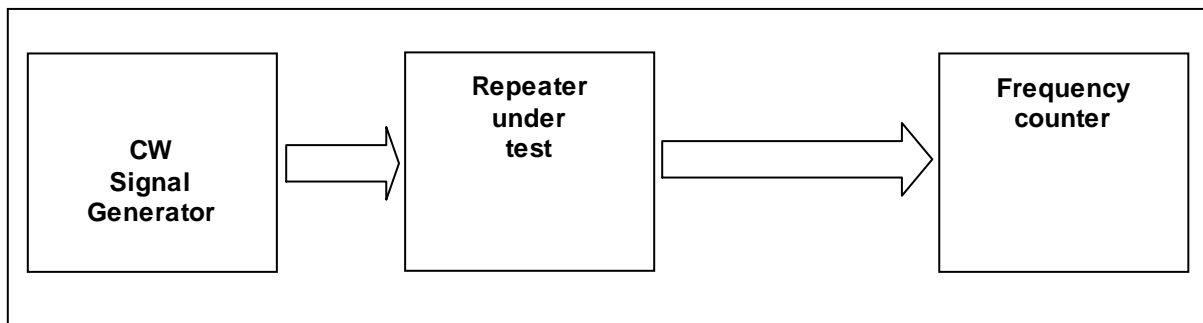 CW
Signal
Generator
Repeater
under
test
Frequency
counter